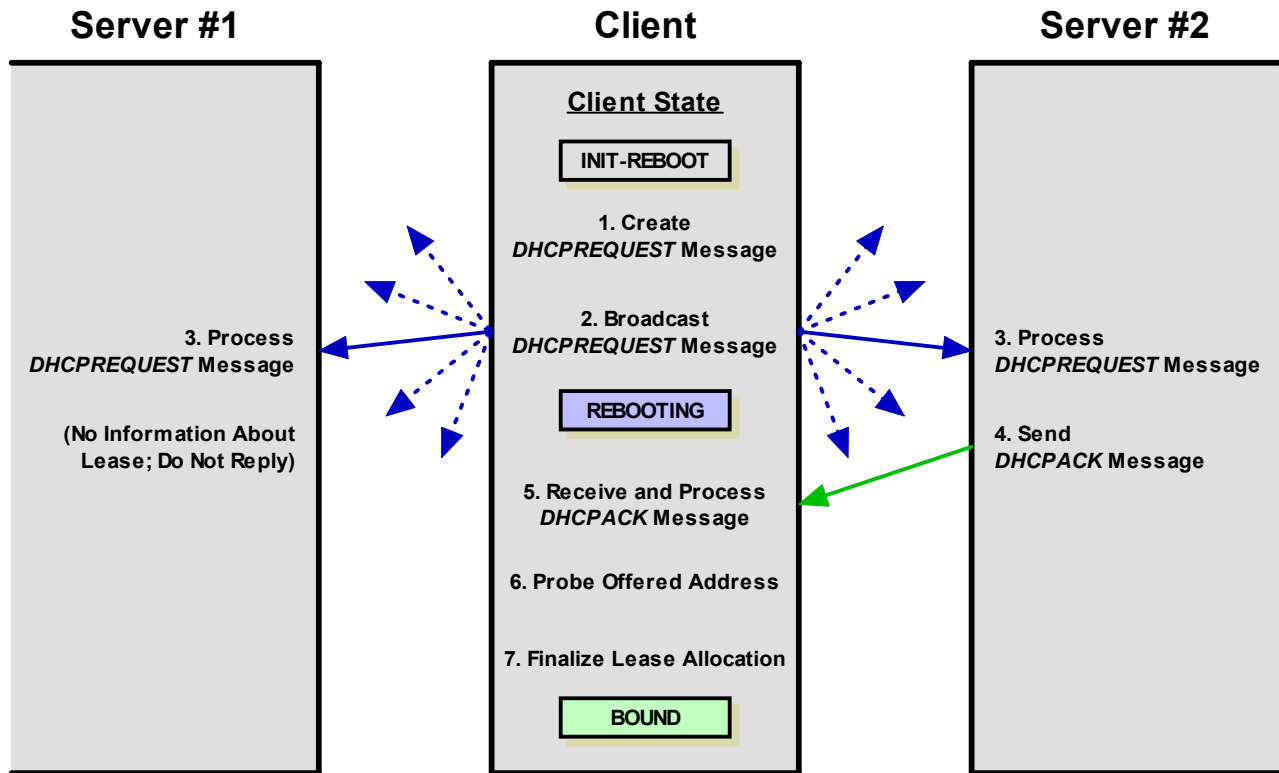 Server #1
Client
Server #2
Client State
INIT-REBOOT
1. Create
DHCPREQUEST Message
2. Broadcast
DHCPREQUEST Message
3. Process
DHCPREQUEST Message
3. Process
DHCPREQUEST Message
REBOOTING
(No Information About
Lease; Do Not Reply)
4. Send
DHCPACK Message
5. Receive and Process
DHCPACK Message
6. Probe Offered Address
7. Finalize Lease Allocation
BOUND